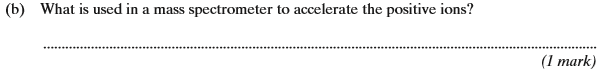 (b) What is used in a mass spectrometer to accelerate the positive ions?
(1 mark)